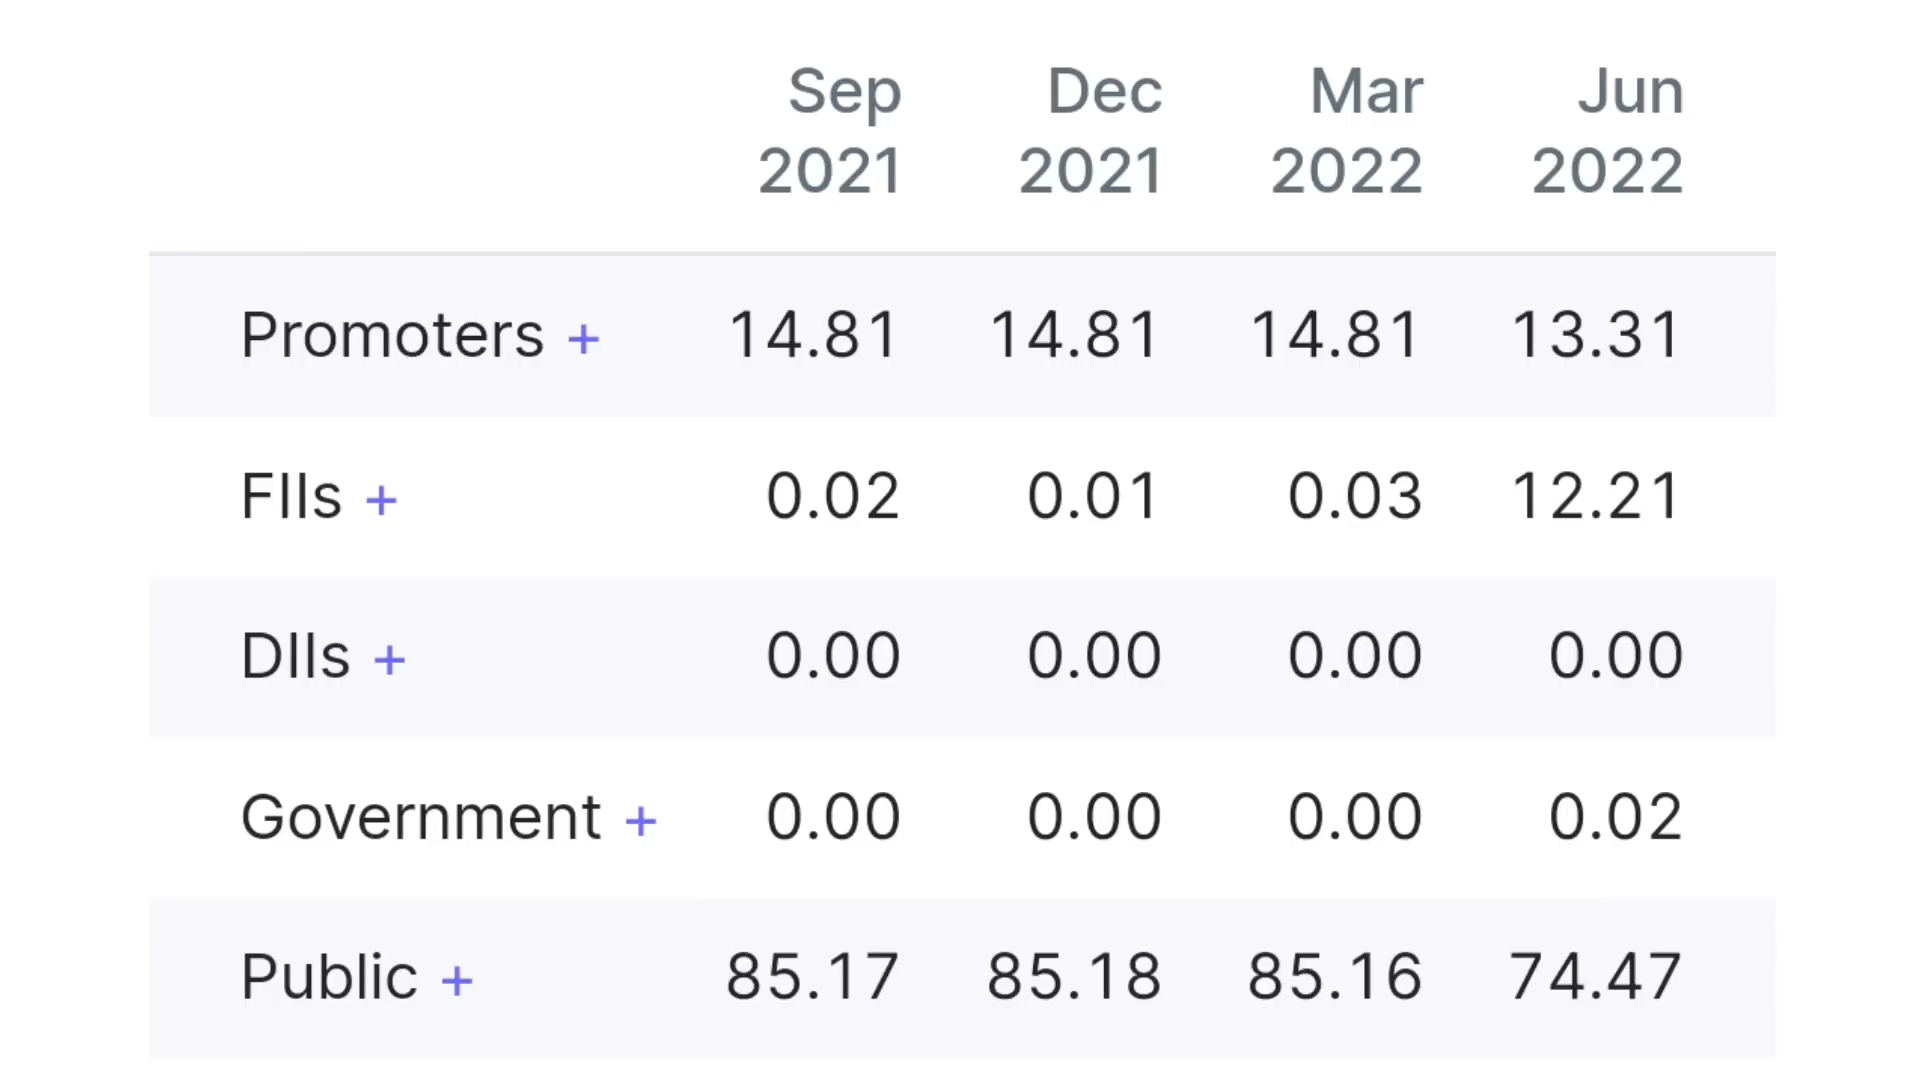 Sep Dec Mar Jun
2021 2021 2022 2022
Promoters + 14.81 14.81 14.81 13.31
FIIs + 0.02 0.01 0.03 12.21
DIIs + 0.00 0.00 0.00 0.00
Government + 0.00 0.00 0.00 0.02
Public + 85.17 85.18 85.16 74.47